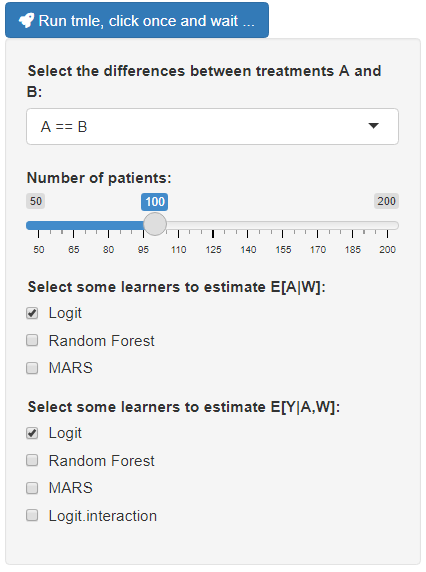 Run tmle, click once and wait ...
Select the differences between treatments A and
B:
A == B
Number of patients:
50 100 200
50 65 80 95 110 125 140 155 170 185 200
Select some learners to estimate E[A|W]:
Logit
Random Forest
MARS
Select some learners to estimate E[Y|A,W]:
Logit
Random Forest
MARS
Logit.interaction